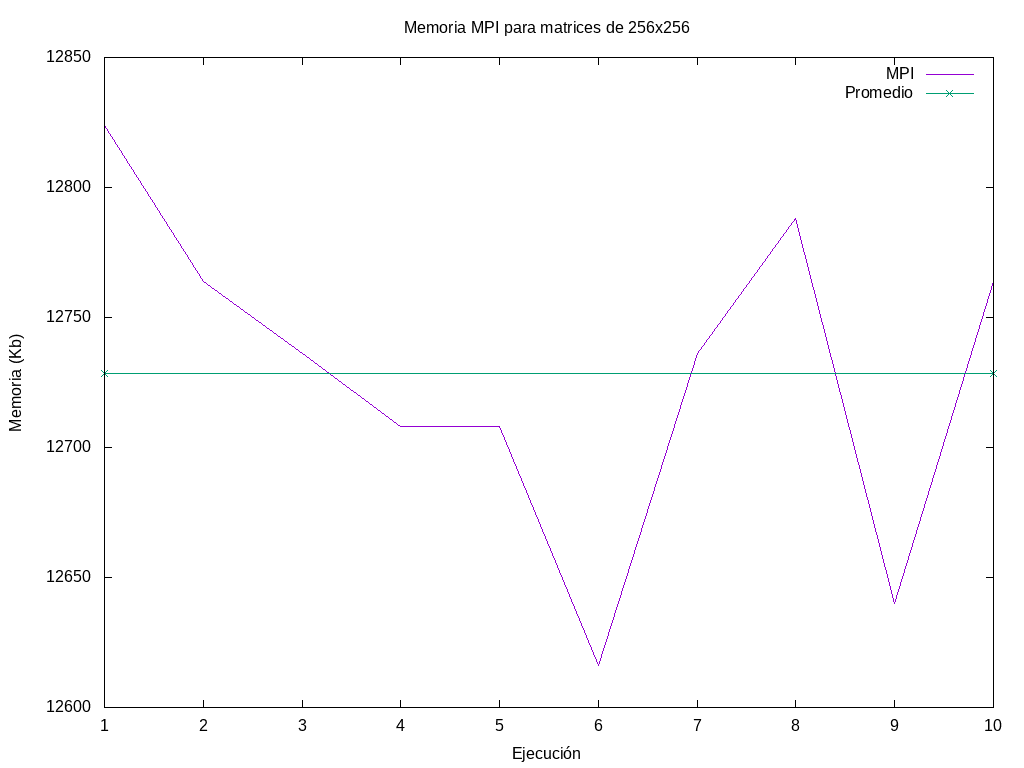 Memoria MPI para matrices de 256x256
12850
12800
12750
12700
12650
12600
Memoria (Kb)
MPI
Promedio
1 2 3 4 5 6 7 8 9 10
Ejecución